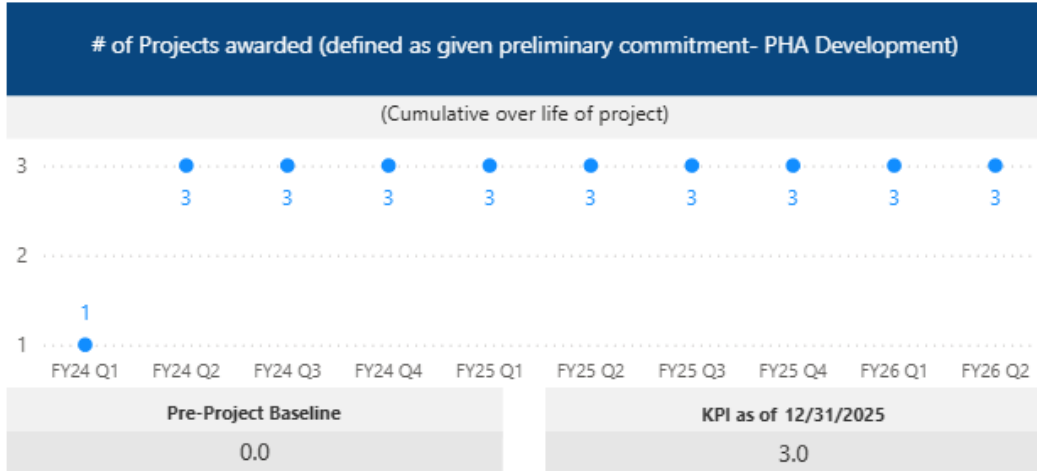 # of Projects awarded (defined as given preliminary commitment- PHA Development)
(Cumulative over life of project)
3
3 3 3 3 3 3 3 3 3
2
1
1
FY24 Q1 FY24 Q2 FY24 Q3 FY24 Q4 FY25 Q1 FY25 Q2 FY25 Q3 FY25 Q4 FY26 Q1 FY26 Q2
Pre-Project Baseline KPI as of 12/31/2025
0.0 3.0